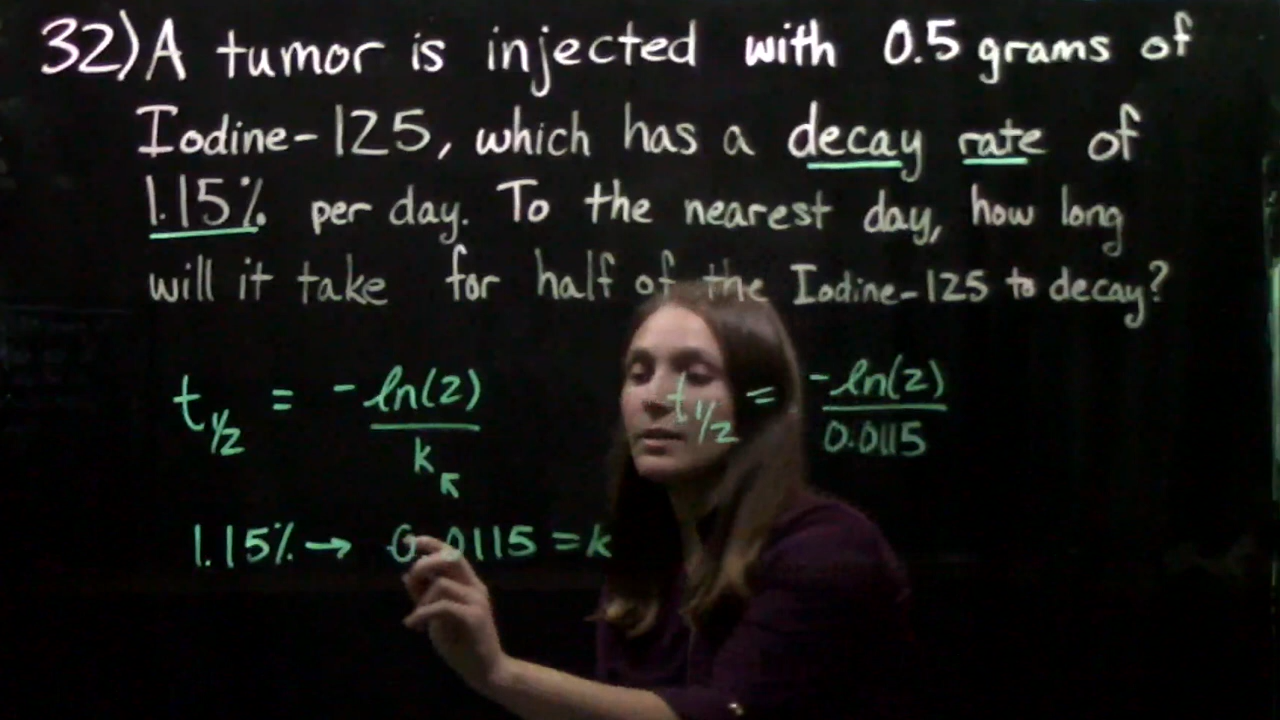 32) A tumor is injected with 0.5 grams of
Iodine-125, which has a decay rate of
1.15% per day. To the nearest day, how long
will it take for half of the Iodine-125 to decay?
t½ = -ln(2)/k
t½ = -ln(2)/0.0115
1.15% → 0.0115 = k